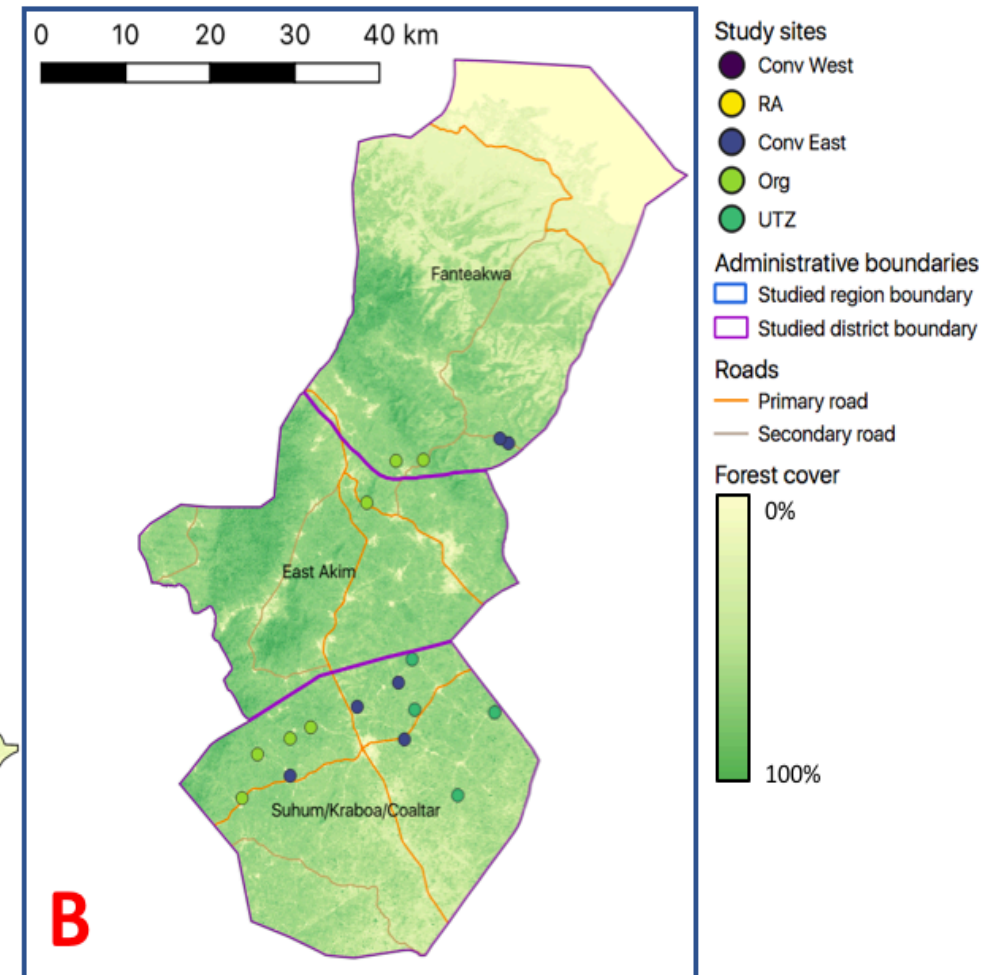 0 10 20 30 40 km
Fanteakwa
East Akim
Suhum/Kraboa/Coaltar
B
Study sites
Conv West
RA
Conv East
Org
UTZ
Administrative boundaries
Studied region boundary
Studied district boundary
Roads
Primary road
Secondary road
Forest cover
0%
100%